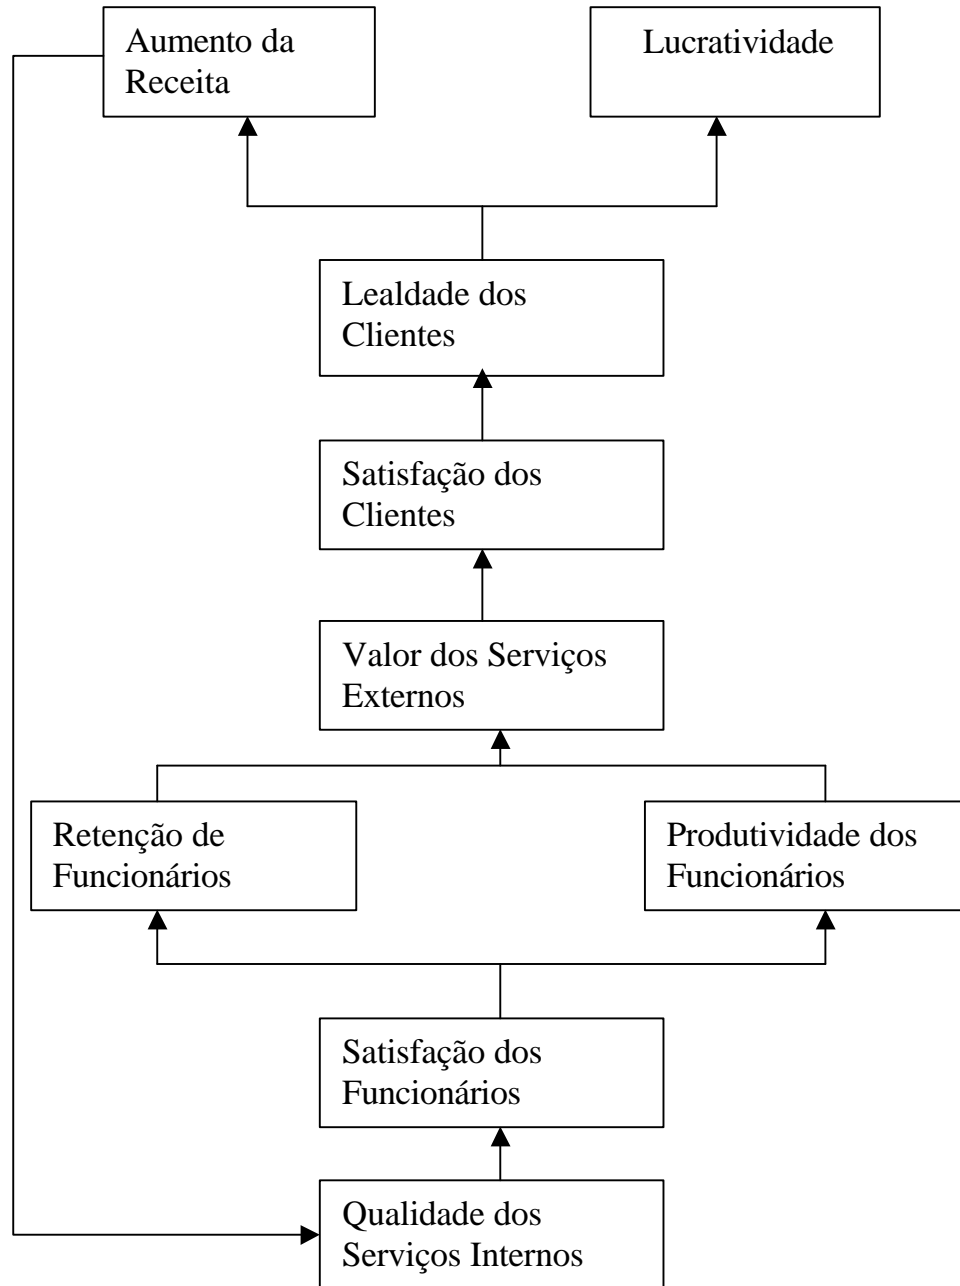 Aumento da
Receita
Lucratividade
Lealdade dos
Clientes
Satisfação dos
Clientes
Valor dos Serviços
Externos
Retenção de
Funcionários
Produtividade dos
Funcionários
Satisfação dos
Funcionários
Qualidade dos
Serviços Internos